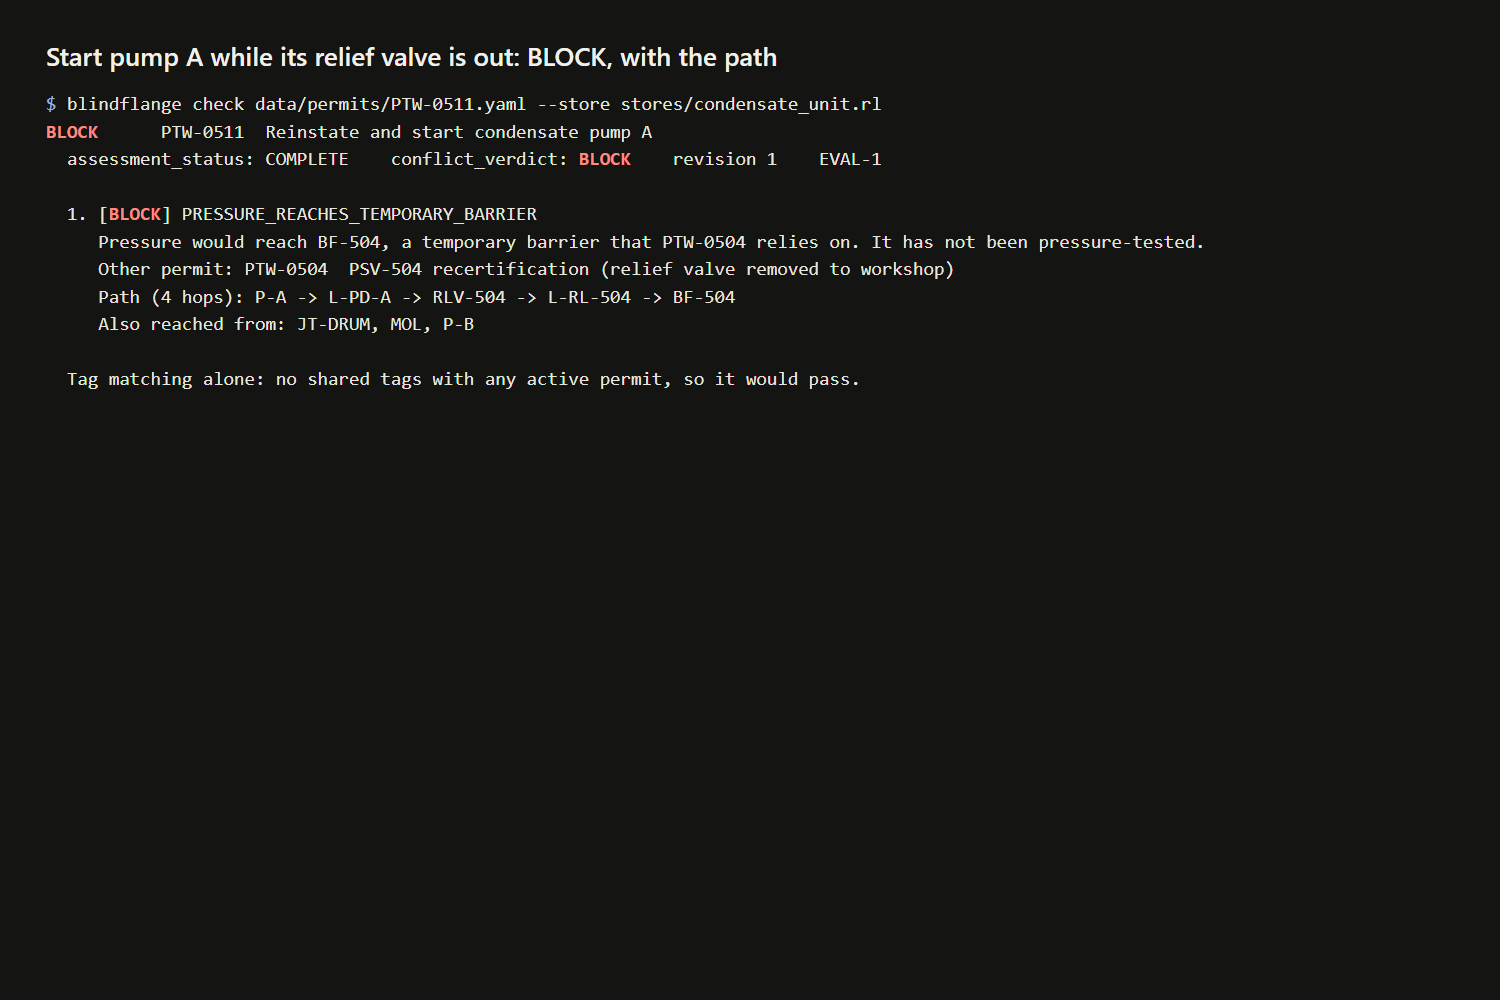 Start pump A while its relief valve is out: BLOCK, with the path
$ blindflange check data/permits/PTW-0511.yaml --store stores/condensate_unit.rl
BLOCK      PTW-0511  Reinstate and start condensate pump A
  assessment_status: COMPLETE    conflict_verdict: BLOCK    revision 1    EVAL-1
  1. [BLOCK] PRESSURE_REACHES_TEMPORARY_BARRIER
     Pressure would reach BF-504, a temporary barrier that PTW-0504 relies on. It has not been pressure-tested.
     Other permit: PTW-0504  PSV-504 recertification (relief valve removed to workshop)
     Path (4 hops): P-A -> L-PD-A -> RLV-504 -> L-RL-504 -> BF-504
     Also reached from: JT-DRUM, MOL, P-B
  Tag matching alone: no shared tags with any active permit, so it would pass.